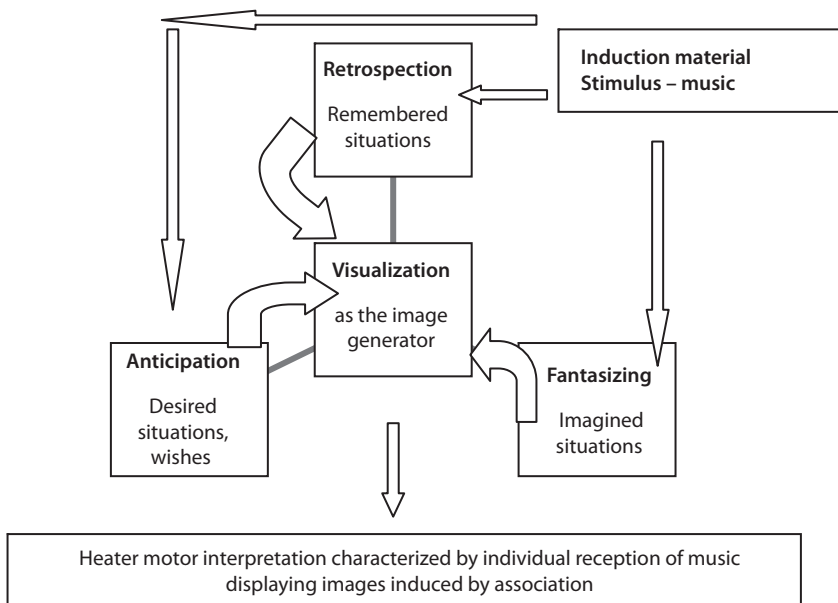 Induction material
Stimulus – music
Retrospection
Remembered
situations
Visualization
as the image
generator
Anticipation
Desired
situations,
wishes
Fantasizing
Imagined
situations
Heater motor interpretation characterized by individual reception of music
displaying images induced by association